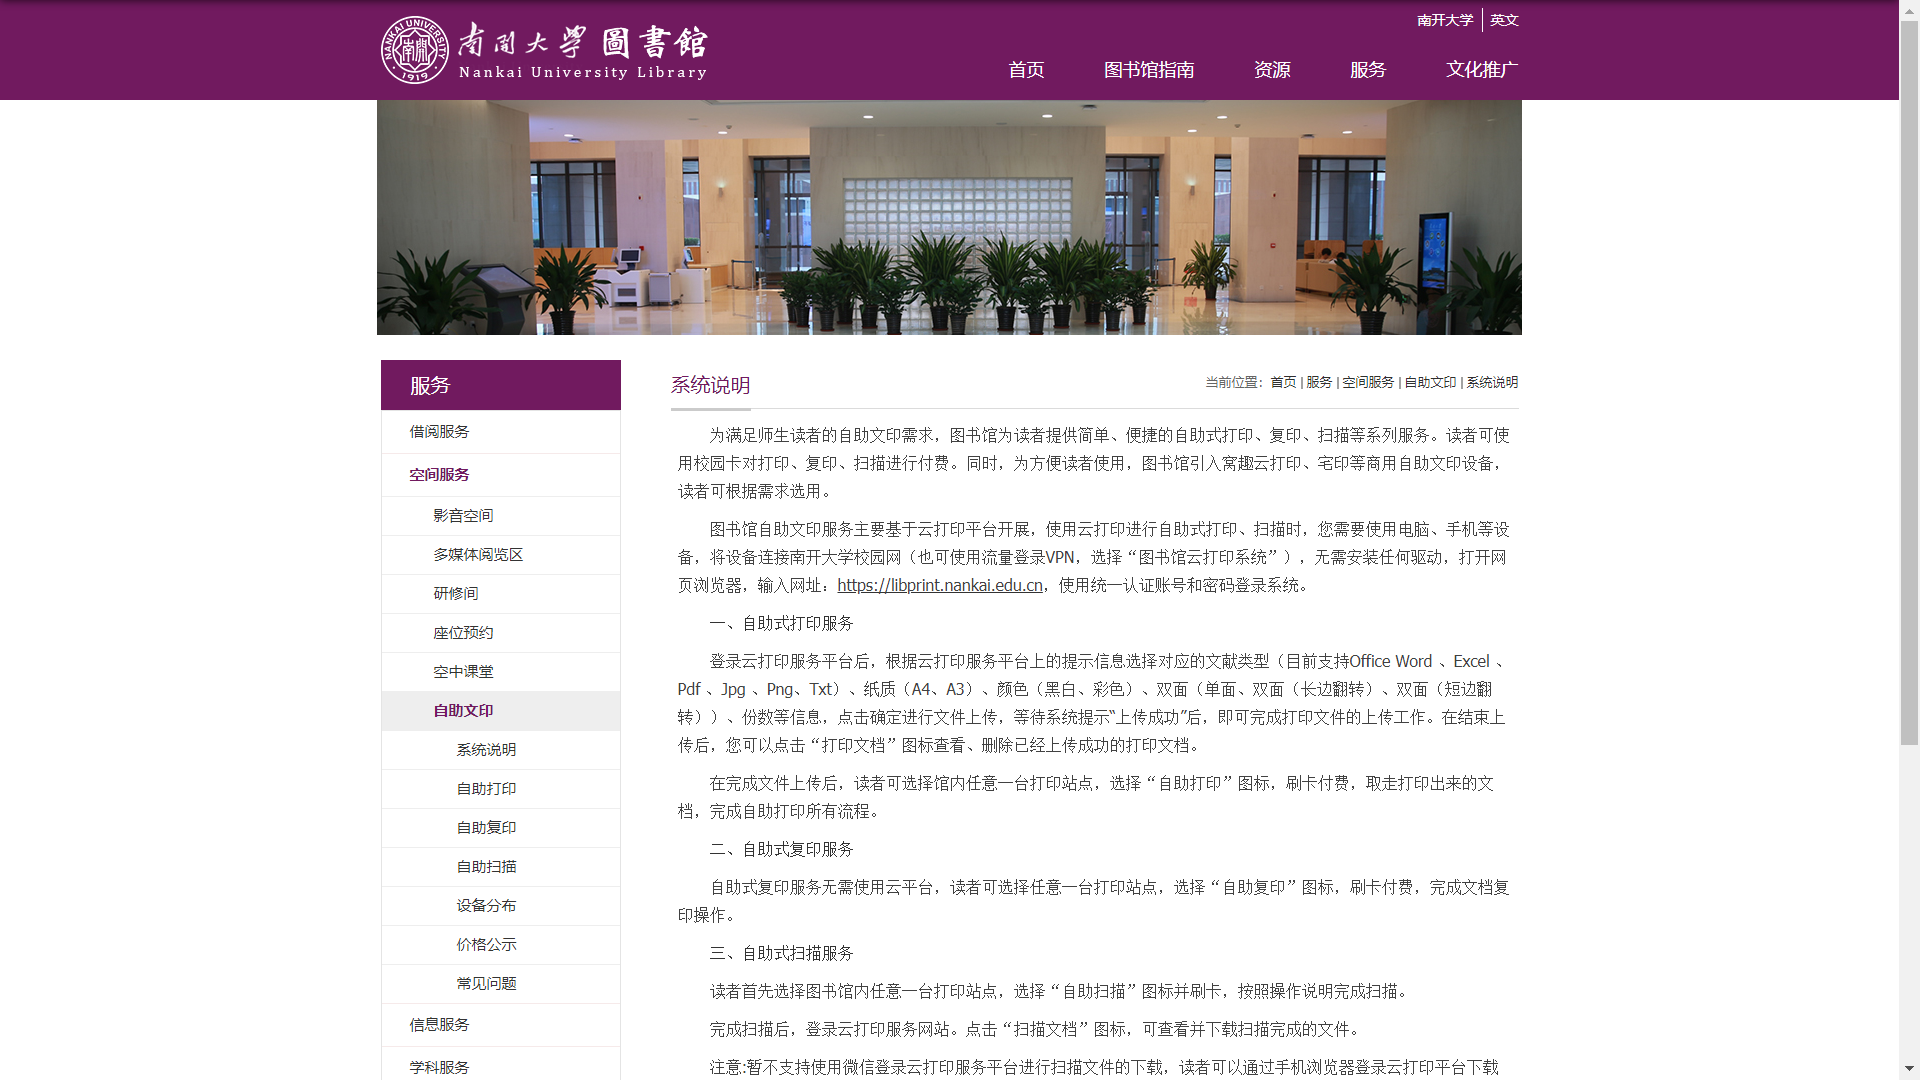 南开大学 英文
NANKAI UNIVERSITY
南開
1919
南開大學 圖書館
Nankai University Library
首页 图书馆指南 资源 服务 文化推广
服务
借阅服务
空间服务
影音空间
多媒体阅览区
研修间
座位预约
空中课堂
自助文印
系统说明
自助打印
自助复印
自助扫描
设备分布
价格公示
常见问题
信息服务
学科服务
系统说明
当前位置： 首页 | 服务 | 空间服务 | 自助文印 | 系统说明
为满足师生读者的自助文印需求，图书馆为读者提供简单、便捷的自助式打印、复印、扫描等系列服务。读者可使
用校园卡对打印、复印、扫描进行付费。同时，为方便读者使用，图书馆引入窝趣云打印、宅印等商用自助文印设备，
读者可根据需求选用。
图书馆自助文印服务主要基于云打印平台开展，使用云打印进行自助式打印、扫描时，您需要使用电脑、手机等设
备，将设备连接南开大学校园网（也可使用流量登录VPN，选择“图书馆云打印系统”），无需安装任何驱动，打开网
页浏览器，输入网址：https://libprint.nankai.edu.cn，使用统一认证账号和密码登录系统。
一、自助式打印服务
登录云打印服务平台后，根据云打印服务平台上的提示信息选择对应的文献类型（目前支持Office Word 、Excel 、
Pdf 、Jpg 、Png、Txt）、纸质（A4、A3）、颜色（黑白、彩色）、双面（单面、双面（长边翻转）、双面（短边翻
转））、份数等信息，点击确定进行文件上传，等待系统提示“上传成功”后，即可完成打印文件的上传工作。在结束上
传后，您可以点击“打印文档”图标查看、删除已经上传成功的打印文档。
在完成文件上传后，读者可选择馆内任意一台打印站点，选择“自助打印”图标，刷卡付费，取走打印出来的文
档，完成自助打印所有流程。
二、自助式复印服务
自助式复印服务无需使用云平台，读者可选择任意一台打印站点，选择“自助复印”图标，刷卡付费，完成文档复
印操作。
三、自助式扫描服务
读者首先选择图书馆内任意一台打印站点，选择“自助扫描”图标并刷卡，按照操作说明完成扫描。
完成扫描后，登录云打印服务网站。点击“扫描文档”图标，可查看并下载扫描完成的文件。
注意:暂不支持使用微信登录云打印服务平台进行扫描文件的下载，读者可以通过手机浏览器登录云打印平台下载